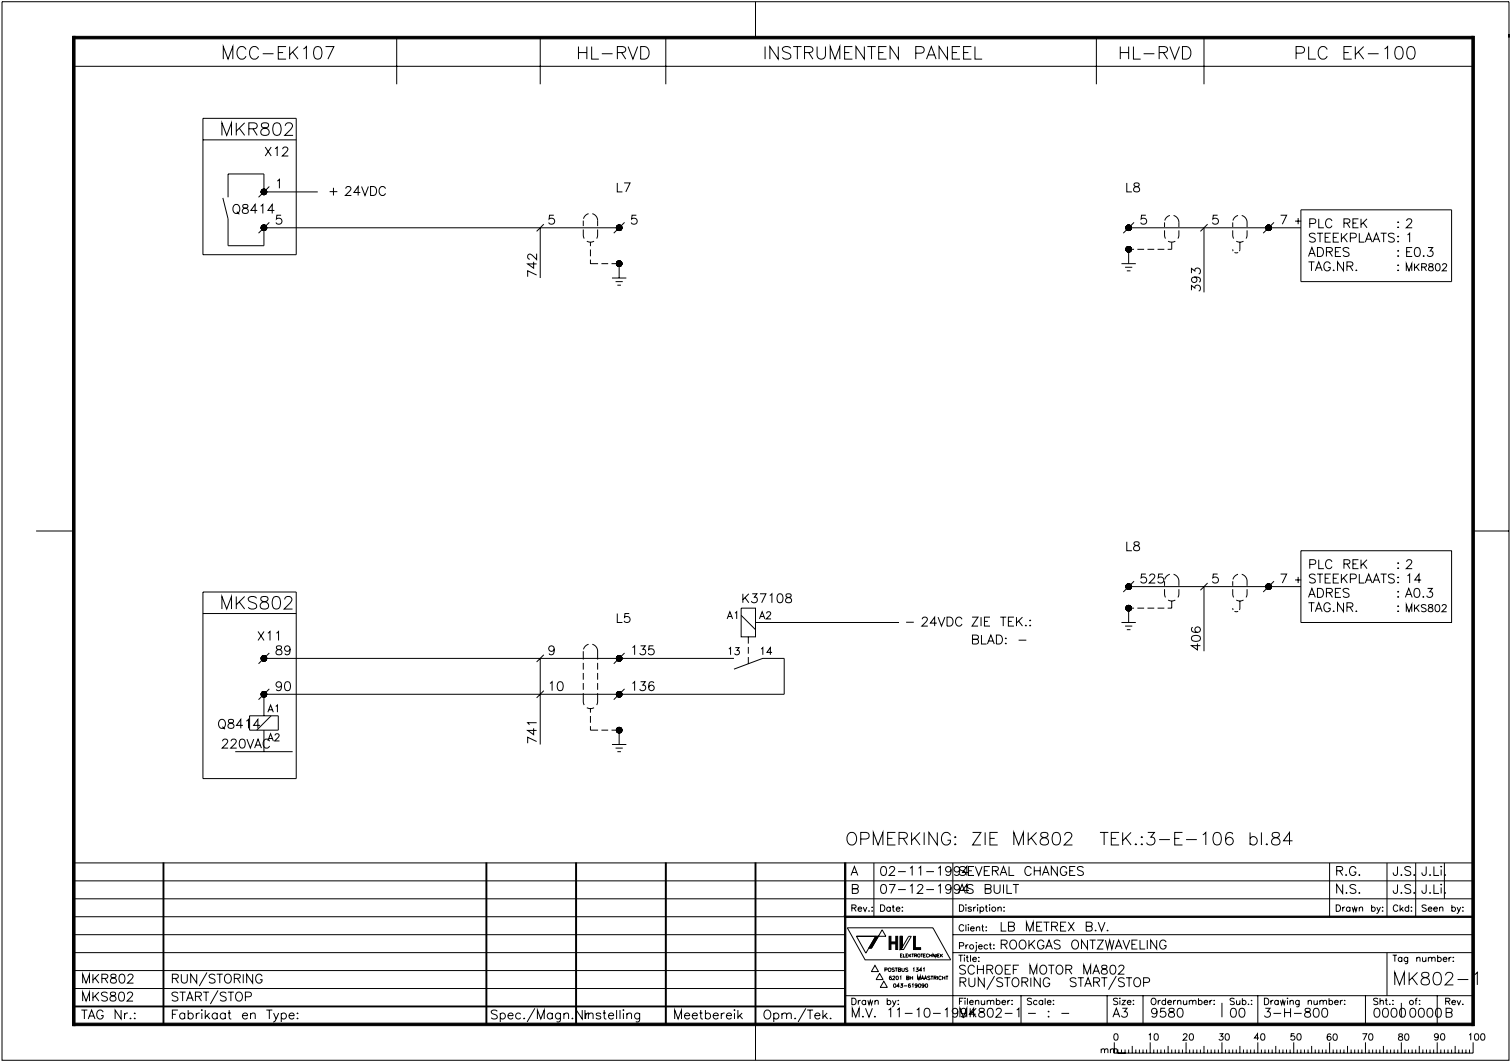 MCC-EK107 HL-RVD INSTRUMENTEN PANEEL HL-RVD PLC EK-100
MKR802
X12
1 + 24VDC
Q8414
5
5
742
L7
5
L8
5 5 7 +
393
PLC REK : 2
STEEKPLAATS: 1
ADRES : E0.3
TAG.NR. : MKR802
L8
525 5 7 +
406
PLC REK : 2
STEEKPLAATS: 14
ADRES : A0.3
TAG.NR. : MKS802
MKS802
X11
89
90
A1
Q8414
A2
220VAC
9
10
741
L5
135
136
K37108
A1 A2
13 14
- 24VDC ZIE TEK.:
BLAD: -
OPMERKING: ZIE MK802 TEK.:3-E-106 bl.84
A 02-11-1994 SEVERAL CHANGES R.G. J.S. J.Li.
B 07-12-1994 AS BUILT N.S. J.S. J.Li.
Rev.: Date: Disription: Drawn by: Ckd: Seen by:
HVL
ELEKTROTECHNIEK
POSTBUS 1341
6201 BH MAASTRICHT
043-619090
Client: LB METREX B.V.
Project: ROOKGAS ONTZWAVELING
Title:
SCHROEF MOTOR MA802
RUN/STORING START/STOP
Tag number:
MK802-1
Drawn by: Filenumber: Scale: Size: Ordernumber: Sub.: Drawing number: Sht.: of: Rev.
M.V. 11-10-1994 MK802-1 - : - A3 9580 00 3-H-800 0000 0000 B
MKR802 RUN/STORING
MKS802 START/STOP
TAG Nr.: Fabrikaat en Type: Spec./Magn.Nr. Instelling Meetbereik Opm./Tek.
0 10 20 30 40 50 60 70 80 90 100
mm